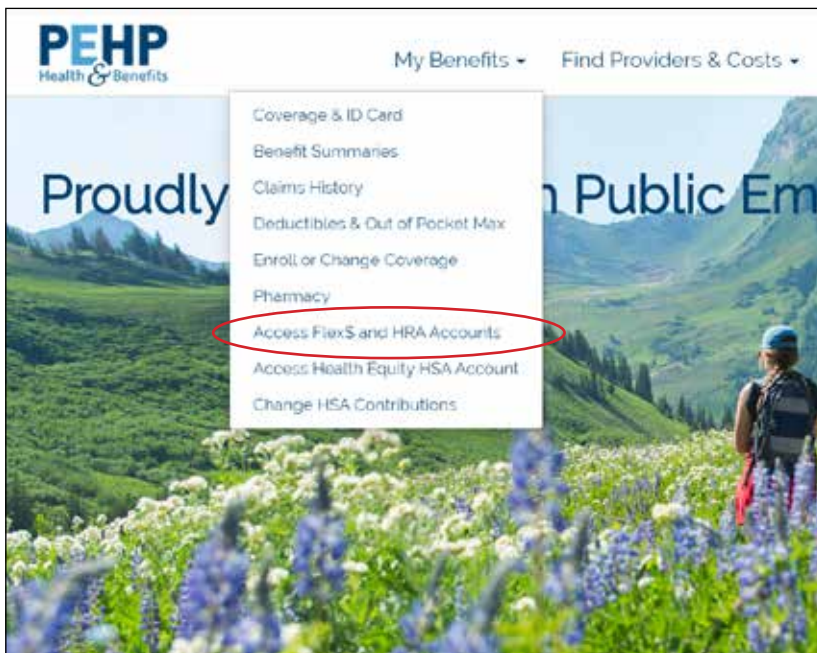 PEHP
Health & Benefits
My Benefits
Find Providers & Costs
Coverage & ID Card
Benefit Summaries
Claims History
Deductibles & Out of Pocket Max
Enroll or Change Coverage
Pharmacy
Access Flex$ and HRA Accounts
Access Health Equity HSA Account
Change HSA Contributions
Proudly Public